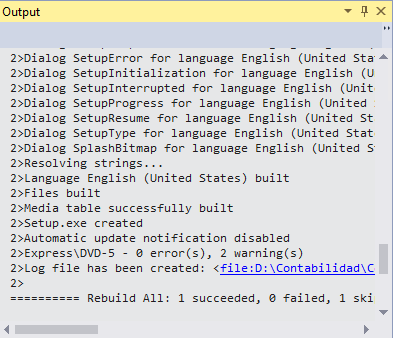 Output
2>Dialog SetupError for language English (United Sta
2>Dialog SetupInitialization for language English (U
2>Dialog SetupInterrupted for language English (Unit
2>Dialog SetupProgress for language English (United
2>Dialog SetupResume for language English (United St
2>Dialog SetupType for language English (United State
2>Dialog SplashBitmap for language English (United S
2>Resolving strings...
2>Language English (United States) built
2>Files built
2>Media table successfully built
2>Setup.exe created
2>Automatic update notification disabled
2>Express\DVD-5 - 0 error(s), 2 warning(s)
2>Log file has been created: <file:D:\Contabilidad\C
2>
========== Rebuild All: 1 succeeded, 0 failed, 1 ski